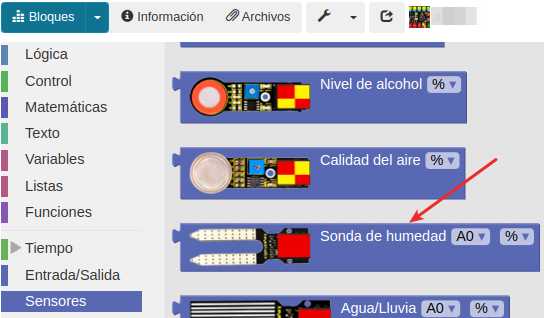 Bloques Información Archivos
Lógica
Control
Matemáticas
Texto
Variables
Listas
Funciones
Tiempo
Entrada/Salida
Sensores
Nivel de alcohol %
Calidad del aire %
Sonda de humedad A0 %
Agua/Lluvia A0 %